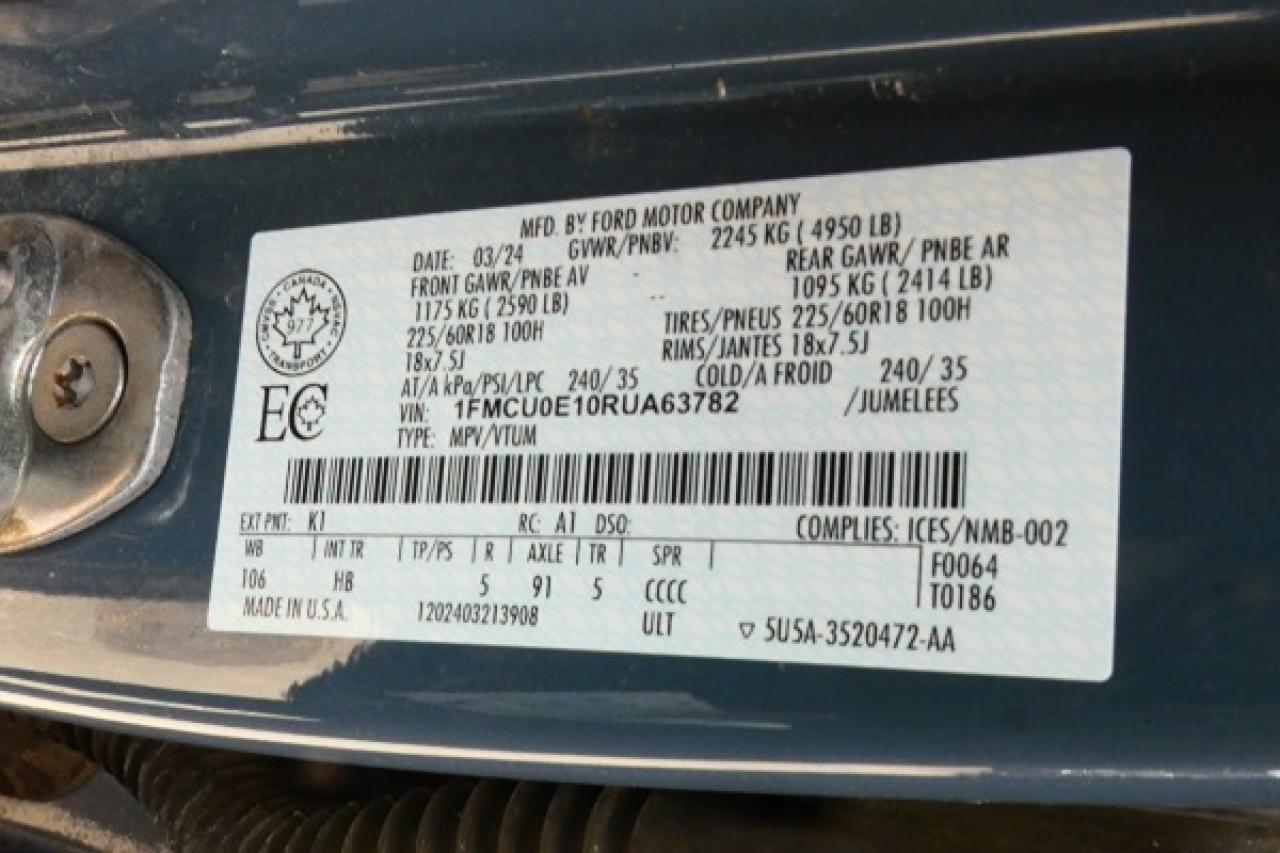 MFD. BY FORD MOTOR COMPANY
DATE: 03/24 GVWR/PNBV: 2245 KG ( 4950 LB)
FRONT GAWR/PNBE AV REAR GAWR/ PNBE AR
1175 KG ( 2590 LB) 1095 KG ( 2414 LB)
225/60R18 100H TIRES/PNEUS 225/60R18 100H
18x7.5J RIMS/JANTES 18x7.5J
AT/A kPa/PSI/LPC 240/ 35 COLD/A FROID 240/ 35
VIN: 1FMCU0E10RUA63782 /JUMELEES
TYPE: MPV/VTUM
CANADA
977
TRANSPORT
EC
EXT PNT: K1 RC: A1 DSO: COMPLIES: ICES/NMB-002
WB INT TR TP/PS R AXLE TR SPR F0064
106 HB 5 91 5 CCCC T0186
MADE IN U.S.A. 1202403213908 ULT ▽ 5U5A-3520472-AA